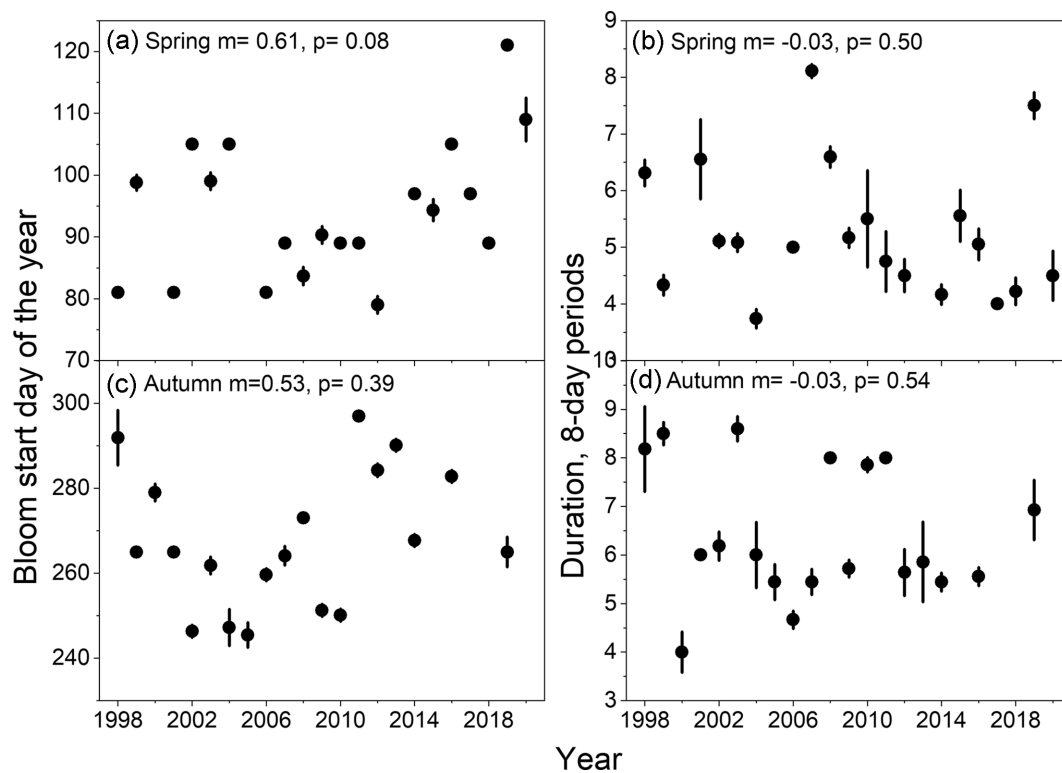 (a) Spring m= 0.61, p= 0.08
120
110
100
90
80
70
Bloom start day of the year
(b) Spring m= -0.03, p= 0.50
9
8
7
6
5
4
Duration, 8-day periods
(c) Autumn m=0.53, p= 0.39
300
280
260
240
1998 2002 2006 2010 2014 2018
(d) Autumn m= -0.03, p= 0.54
9
8
7
6
5
4
3
1998 2002 2006 2010 2014 2018
Year